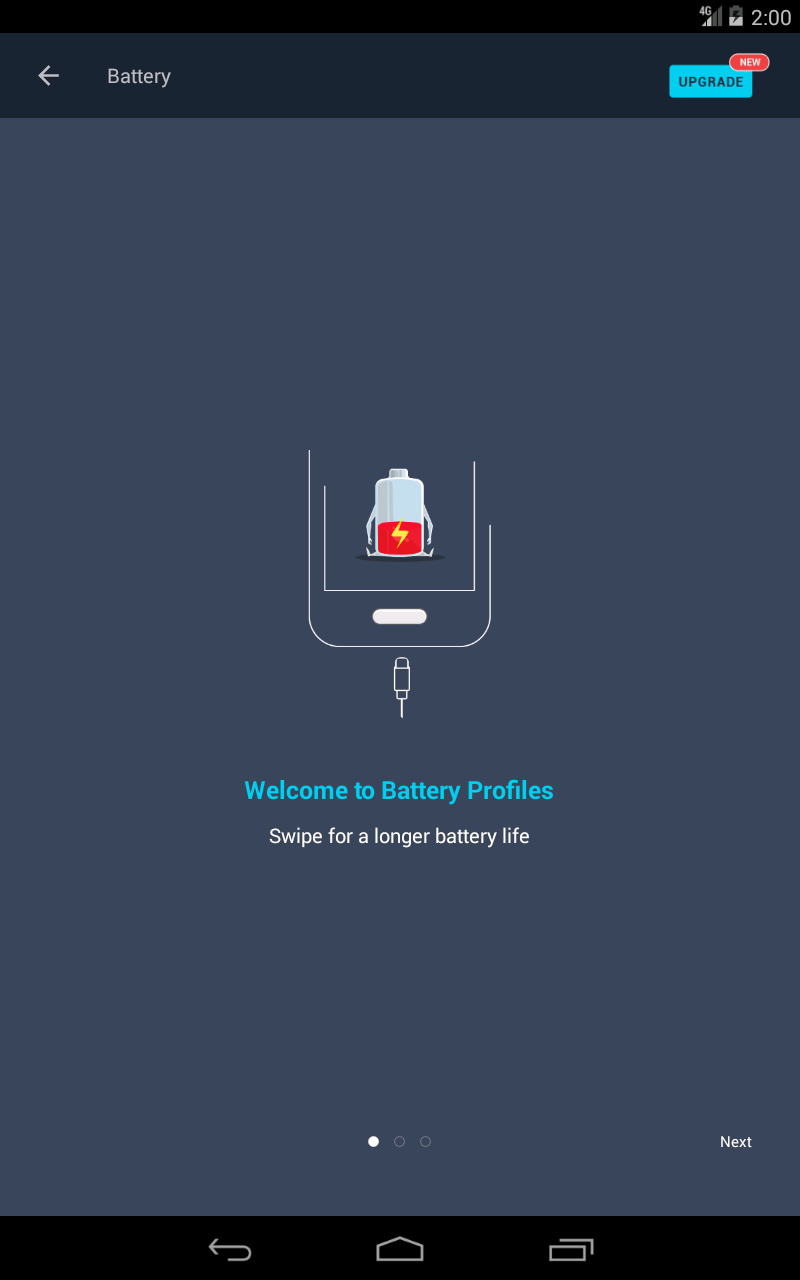 4G 2:00
Battery
NEW
UPGRADE
Welcome to Battery Profiles
Swipe for a longer battery life
Next